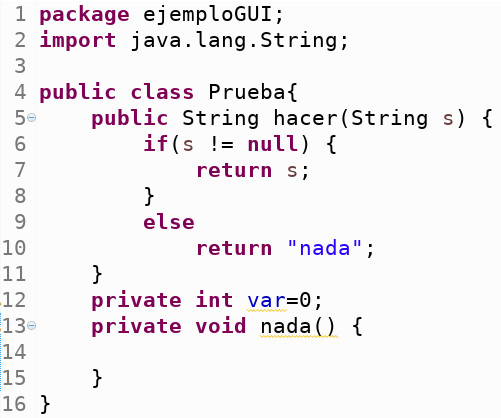 1 package ejemploGUI;
2 import java.lang.String;
3
4 public class Prueba{
5     public String hacer(String s) {
6         if(s != null) {
7             return s;
8         }
9         else
10             return "nada";
11     }
12     private int var=0;
13     private void nada() {
14
15     }
16 }